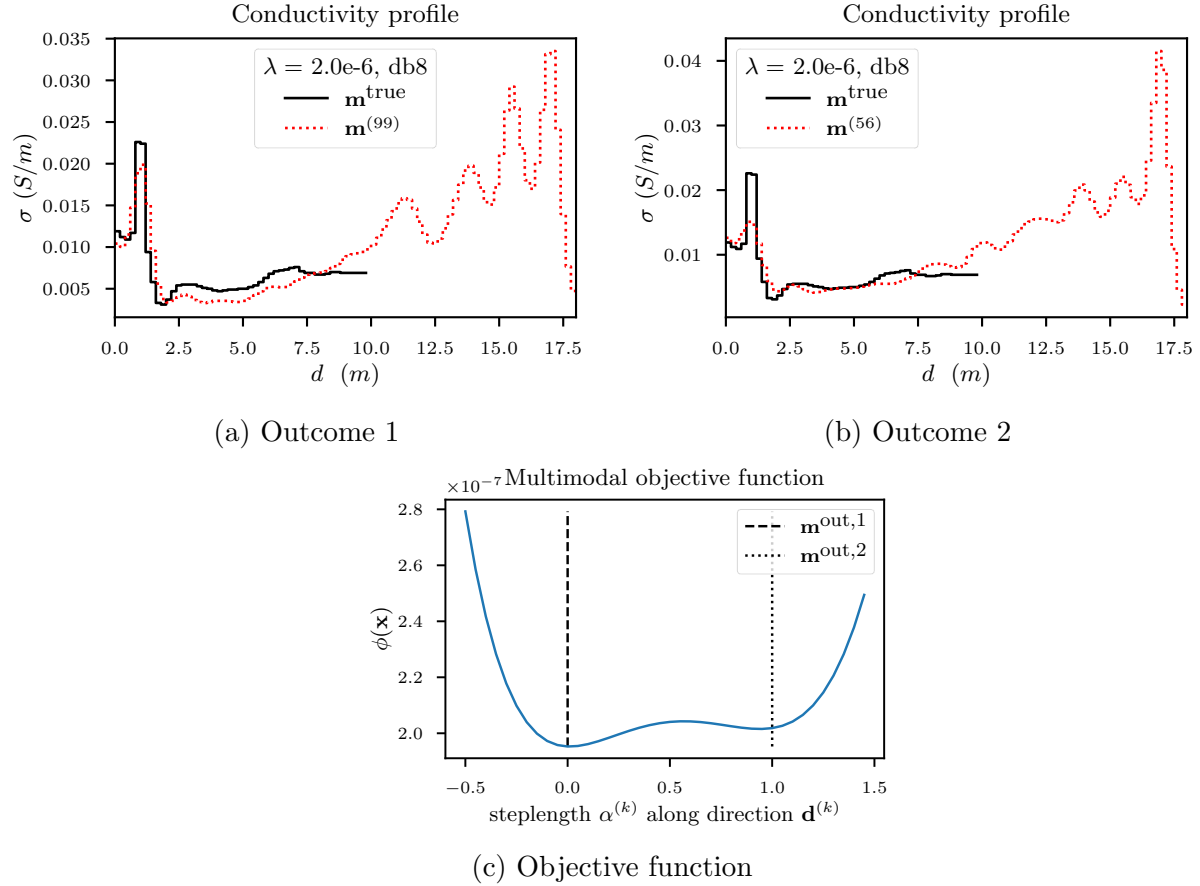 Conductivity profile
0.035
0.030
0.025
0.020
0.015
0.010
0.005
σ (S/m)
λ = 2.0e-6, db8
m^true
m^(99)
0.0 2.5 5.0 7.5 10.0 12.5 15.0 17.5
d (m)
(a) Outcome 1
Conductivity profile
0.04
0.03
0.02
0.01
σ (S/m)
λ = 2.0e-6, db8
m^true
m^(56)
0.0 2.5 5.0 7.5 10.0 12.5 15.0 17.5
d (m)
(b) Outcome 2
×10⁻⁷ Multimodal objective function
2.8
2.6
2.4
2.2
2.0
ϕ(x)
m^out,1
m^out,2
−0.5 0.0 0.5 1.0 1.5
steplength α^(k) along direction d^(k)
(c) Objective function